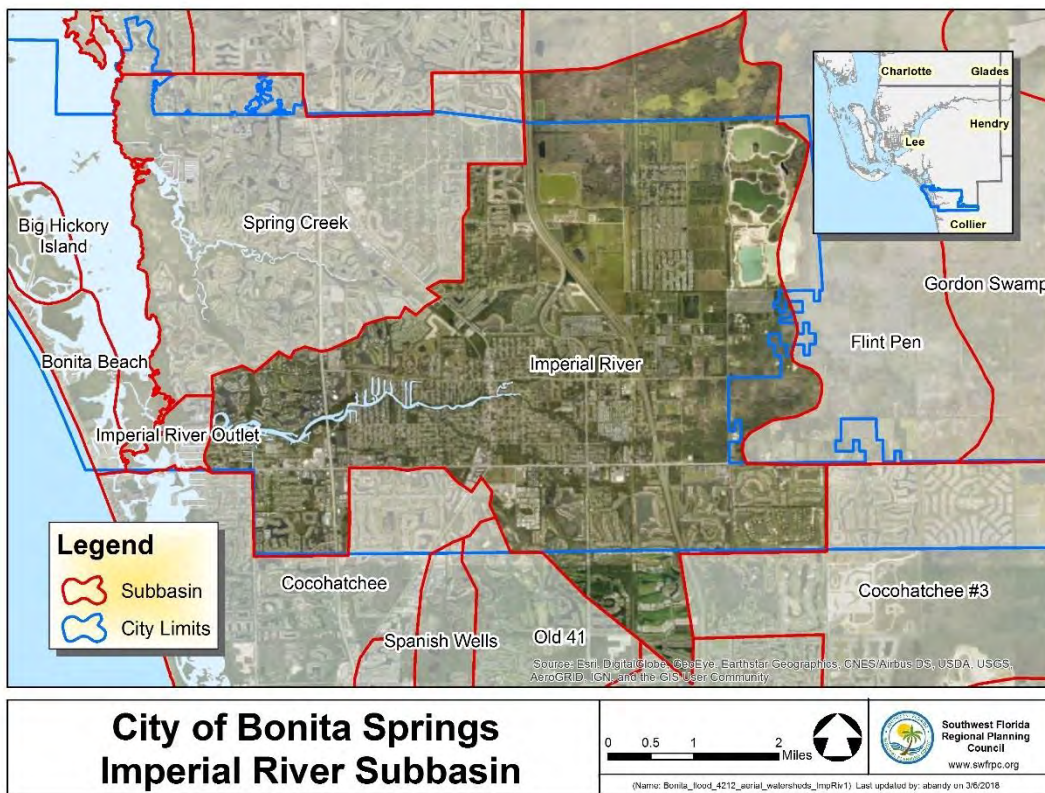 Charlotte
Glades
Hendry
Lee
Collier
Spring Creek
Big Hickory
Island
Gordon Swamp
Flint Pen
Bonita Beach
Imperial River
Imperial River Outlet
Legend
Subbasin
City Limits
Cocohatchee
Cocohatchee #3
Spanish Wells
Old 41
Source: Esri, DigitalGlobe, GeoEye, Earthstar Geographics, CNES/Airbus DS, USDA, USGS,
AeroGRID, IGN, and the GIS User Community
City of Bonita Springs
Imperial River Subbasin
0 0.5 1 2
Miles
Southwest Florida
Regional Planning
Council
www.swfrpc.org
(Name: Bonita_flood_4212_aerial_watersheds_ImpRiv1) Last updated by: abandy on 3/6/2018